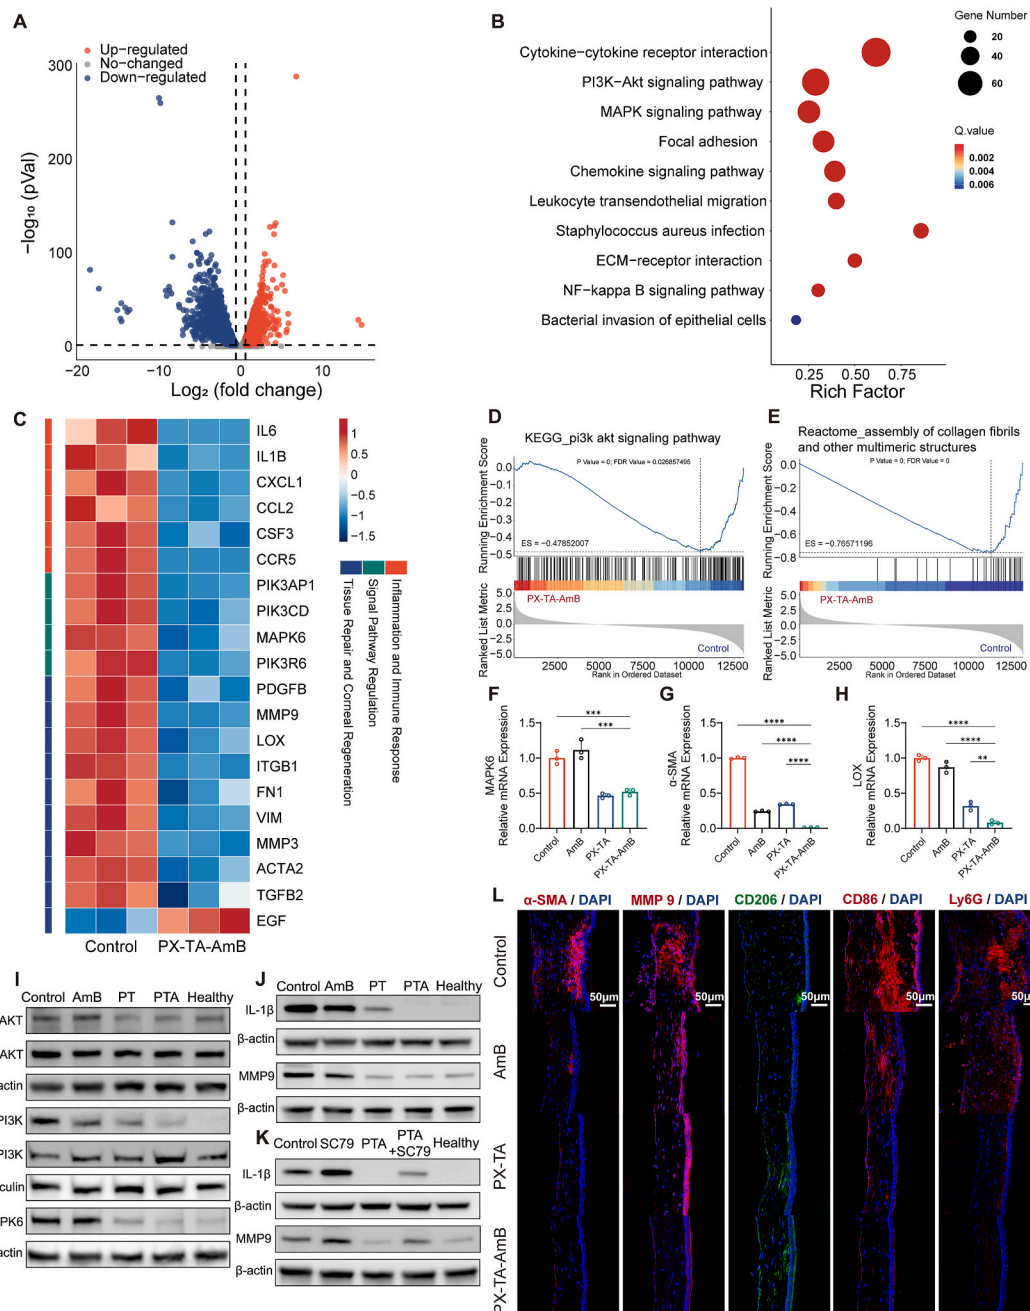 A
Up−regulated
No−changed
Down−regulated
−log₁₀ (pVal)
300
200
100
0
−20
−10
0
10
Log₂ (fold change)
B
Cytokine−cytokine receptor interaction
PI3K−Akt signaling pathway
MAPK signaling pathway
Focal adhesion
Chemokine signaling pathway
Leukocyte transendothelial migration
Staphylococcus aureus infection
ECM−receptor interaction
NF−kappa B signaling pathway
Bacterial invasion of epithelial cells
0.25 0.50 0.75
Rich Factor
Gene Number
20
40
60
Q.value
0.002
0.004
0.006
C
IL6
IL1B
CXCL1
CCL2
CSF3
CCR5
PIK3AP1
PIK3CD
MAPK6
PIK3R6
PDGFB
MMP9
LOX
ITGB1
FN1
VIM
MMP3
ACTA2
TGFB2
EGF
Control PX-TA-AmB
1
0.5
0
−0.5
−1
−1.5
Tissue Repair and Corneal Regeneration
Signal Pathway Regulation
Inflammation and Immune Response
D
KEGG_pi3k akt signaling pathway
P Value = 0; FDR Value = 0.026857495
Running Enrichment Score
0.0
−0.1
−0.2
−0.3
−0.4
−0.5
ES = −0.47852007
Ranked List Metric
5.0
2.5
0.0
−2.5
−5.0
PX-TA-AmB
Control
2500 5000 7500 10000 13500
Rank in Ordered Dataset
E
Reactome_assembly of collagen fibrils
and other multimeric structures
P Value = 0; FDR Value = 0
Running Enrichment Score
0.0
−0.2
−0.4
−0.6
−0.8
ES = −0.76571196
Ranked List Metric
5.0
2.5
0.0
−2.5
−5.0
PX-TA-AmB
Control
2500 5000 7500 10000 13500
Rank in Ordered Dataset
F
MAPK6
Relative mRNA Expression
1.5
1.0
0.5
0.0
***
***
Control
AmB
PX-TA
PX-TA-AmB
G
α-SMA
Relative mRNA Expression
1.5
1.0
0.5
0.0
****
****
****
Control
AmB
PX-TA
PX-TA-AmB
H
LOX
Relative mRNA Expression
1.5
1.0
0.5
0.0
****
****
**
Control
AmB
PX-TA
PX-TA-AmB
I
Control AmB PT PTA Healthy
AKT
AKT
actin
PI3K
PI3K
culin
PK6
actin
J
Control AmB PT PTA Healthy
IL-1β
β-actin
MMP9
β-actin
K
Control SC79 PTA PTA +SC79 Healthy
IL-1β
β-actin
MMP9
β-actin
L
α-SMA / DAPI MMP 9 / DAPI CD206 / DAPI CD86 / DAPI Ly6G / DAPI
Control
50μm 50μm 50μm 50μm 50μm
AmB
PX-TA
PX-TA-AmB